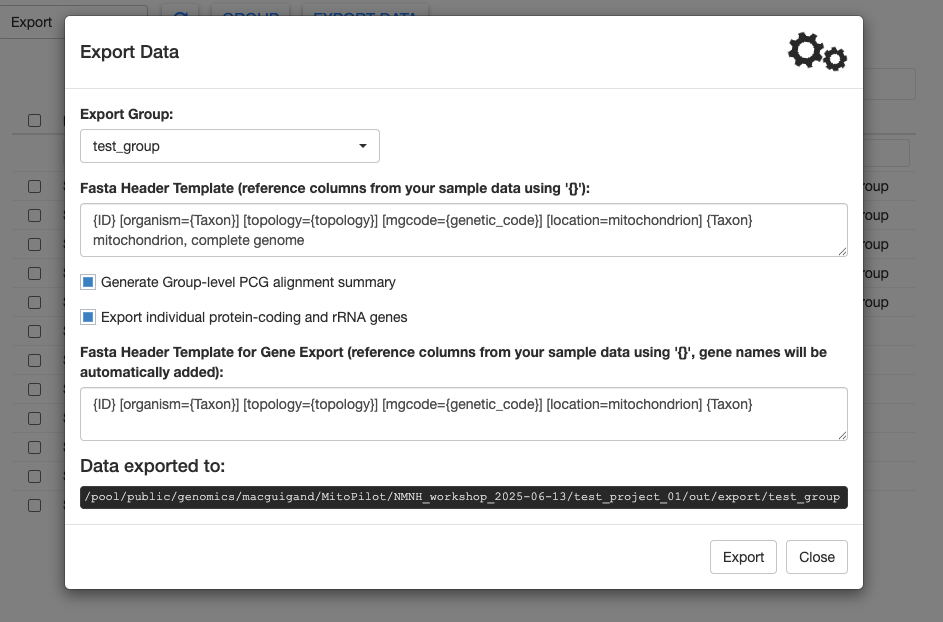 Export
GROUP
EXPORT DATA
Export Data
Export Group:
test_group
Fasta Header Template (reference columns from your sample data using '{}'):
{ID} [organism={Taxon}] [topology={topology}] [mgcode={genetic_code}] [location=mitochondrion] {Taxon}
mitochondrion, complete genome
Generate Group-level PCG alignment summary
Export individual protein-coding and rRNA genes
Fasta Header Template for Gene Export (reference columns from your sample data using '{}', gene names will be
automatically added):
{ID} [organism={Taxon}] [topology={topology}] [mgcode={genetic_code}] [location=mitochondrion] {Taxon}
Data exported to:
/pool/public/genomics/macguigand/MitoPilot/NMNH_workshop_2025-06-13/test_project_01/out/export/test_group
Export
Close